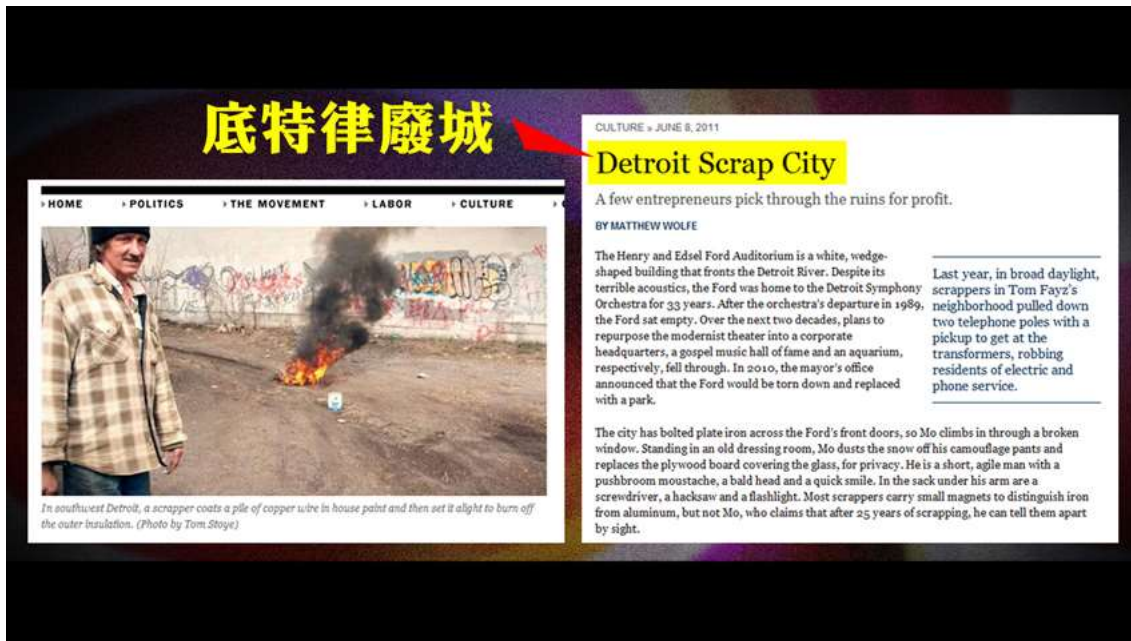 底特律廢城
HOME POLITICS THE MOVEMENT LABOR CULTURE
In southwest Detroit, a scrapper coats a pile of copper wire in house paint and then set it alight to burn off
the outer insulation. (Photo by Tom Stoye)
CULTURE » JUNE 8, 2011
Detroit Scrap City
A few entrepreneurs pick through the ruins for profit.
BY MATTHEW WOLFE
The Henry and Edsel Ford Auditorium is a white, wedge-
shaped building that fronts the Detroit River. Despite its
terrible acoustics, the Ford was home to the Detroit Symphony
Orchestra for 33 years. After the orchestra's departure in 1989,
the Ford sat empty. Over the next two decades, plans to
repurpose the modernist theater into a corporate
headquarters, a gospel music hall of fame and an aquarium,
respectively, fell through. In 2010, the mayor's office
announced that the Ford would be torn down and replaced
with a park.
Last year, in broad daylight,
scrappers in Tom Fayz's
neighborhood pulled down
two telephone poles with a
pickup to get at the
transformers, robbing
residents of electric and
phone service.
The city has bolted plate iron across the Ford's front doors, so Mo climbs in through a broken
window. Standing in an old dressing room, Mo dusts the snow off his camouflage pants and
replaces the plywood board covering the glass, for privacy. He is a short, agile man with a
pushbroom moustache, a bald head and a quick smile. In the sack under his arm are a
screwdriver, a hacksaw and a flashlight. Most scrappers carry small magnets to distinguish iron
from aluminum, but not Mo, who claims that after 25 years of scrapping, he can tell them apart
by sight.